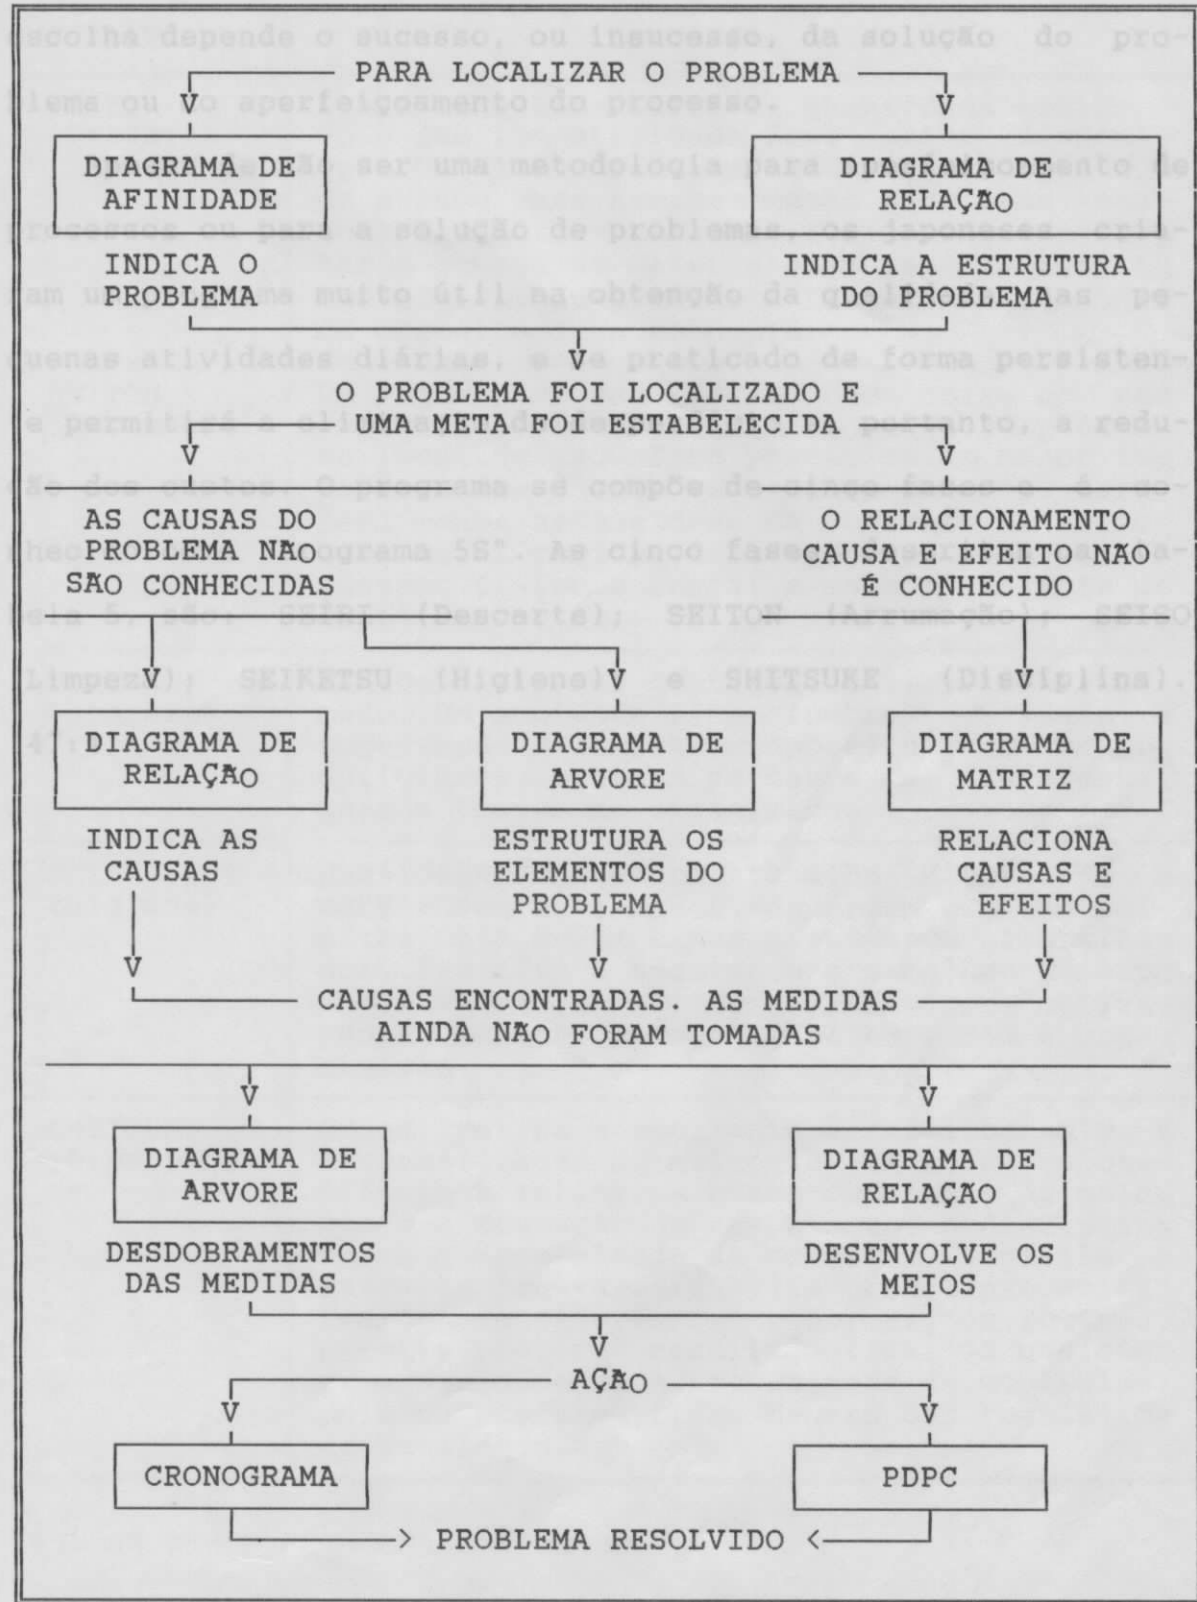 PARA LOCALIZAR O PROBLEMA
DIAGRAMA DE AFINIDADE
DIAGRAMA DE RELAÇÃO
INDICA O PROBLEMA
INDICA A ESTRUTURA DO PROBLEMA
O PROBLEMA FOI LOCALIZADO E
UMA META FOI ESTABELECIDA
AS CAUSAS DO
PROBLEMA NÃO
SÃO CONHECIDAS
O RELACIONAMENTO
CAUSA E EFEITO NÃO
É CONHECIDO
DIAGRAMA DE
RELAÇÃO
DIAGRAMA DE
ARVORE
DIAGRAMA DE
MATRIZ
INDICA AS
CAUSAS
ESTRUTURA OS
ELEMENTOS DO
PROBLEMA
RELACIONA
CAUSAS E
EFEITOS
CAUSAS ENCONTRADAS. AS MEDIDAS
AINDA NÃO FORAM TOMADAS
DIAGRAMA DE
ARVORE
DIAGRAMA DE
RELAÇÃO
DESDOBRAMENTOS
DAS MEDIDAS
DESENVOLVE OS
MEIOS
AÇÃO
CRONOGRAMA
PDPC
> PROBLEMA RESOLVIDO <